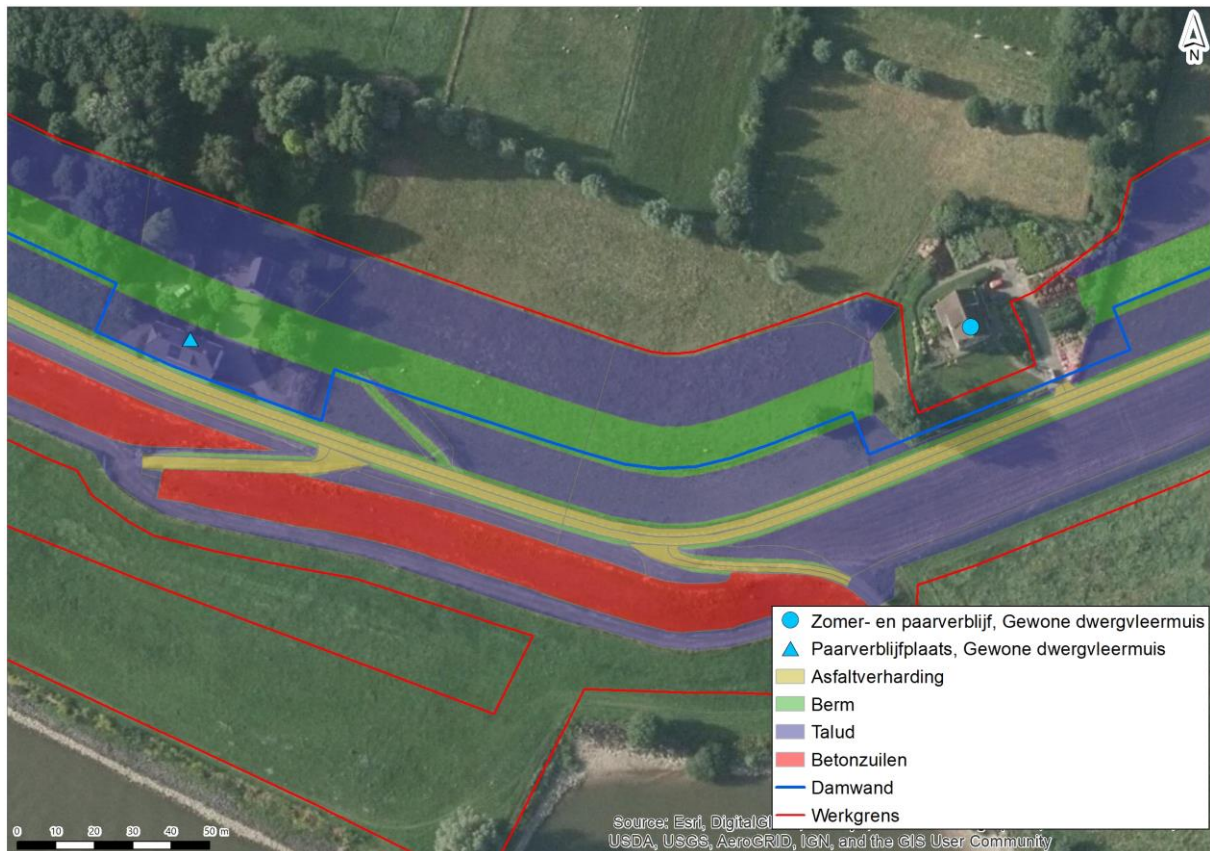 N
Zomer- en paarverblijf, Gewone dwergvleermuis
Paarverblijfplaats, Gewone dwergvleermuis
Asfaltverharding
Berm
Talud
Betonzuilen
Damwand
Werkgrens
0 10 20 30 40 50 m
Source: Esri,
USDA, USGS, AeroGRID, IGN, and the GIS User Community